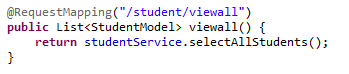 @RequestMapping("/student/viewall")
public List<StudentModel> viewall() {
    return studentService.selectAllStudents();
}